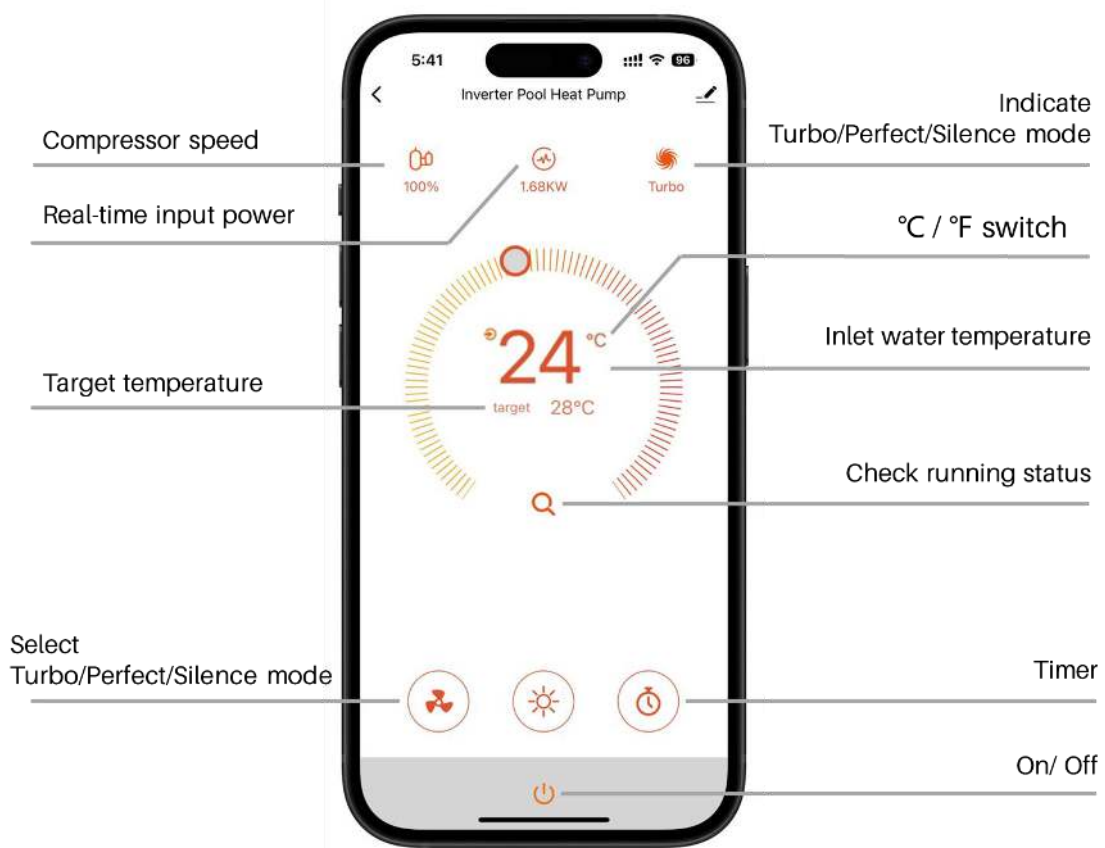 5:41
96
Inverter Pool Heat Pump
Indicate
Turbo/Perfect/Silence mode
Compressor speed
100%
1.68KW
Turbo
Real-time input power
°C / °F switch
24 °C
Inlet water temperature
Target temperature
target 28°C
Check running status
Select
Turbo/Perfect/Silence mode
Timer
On/ Off